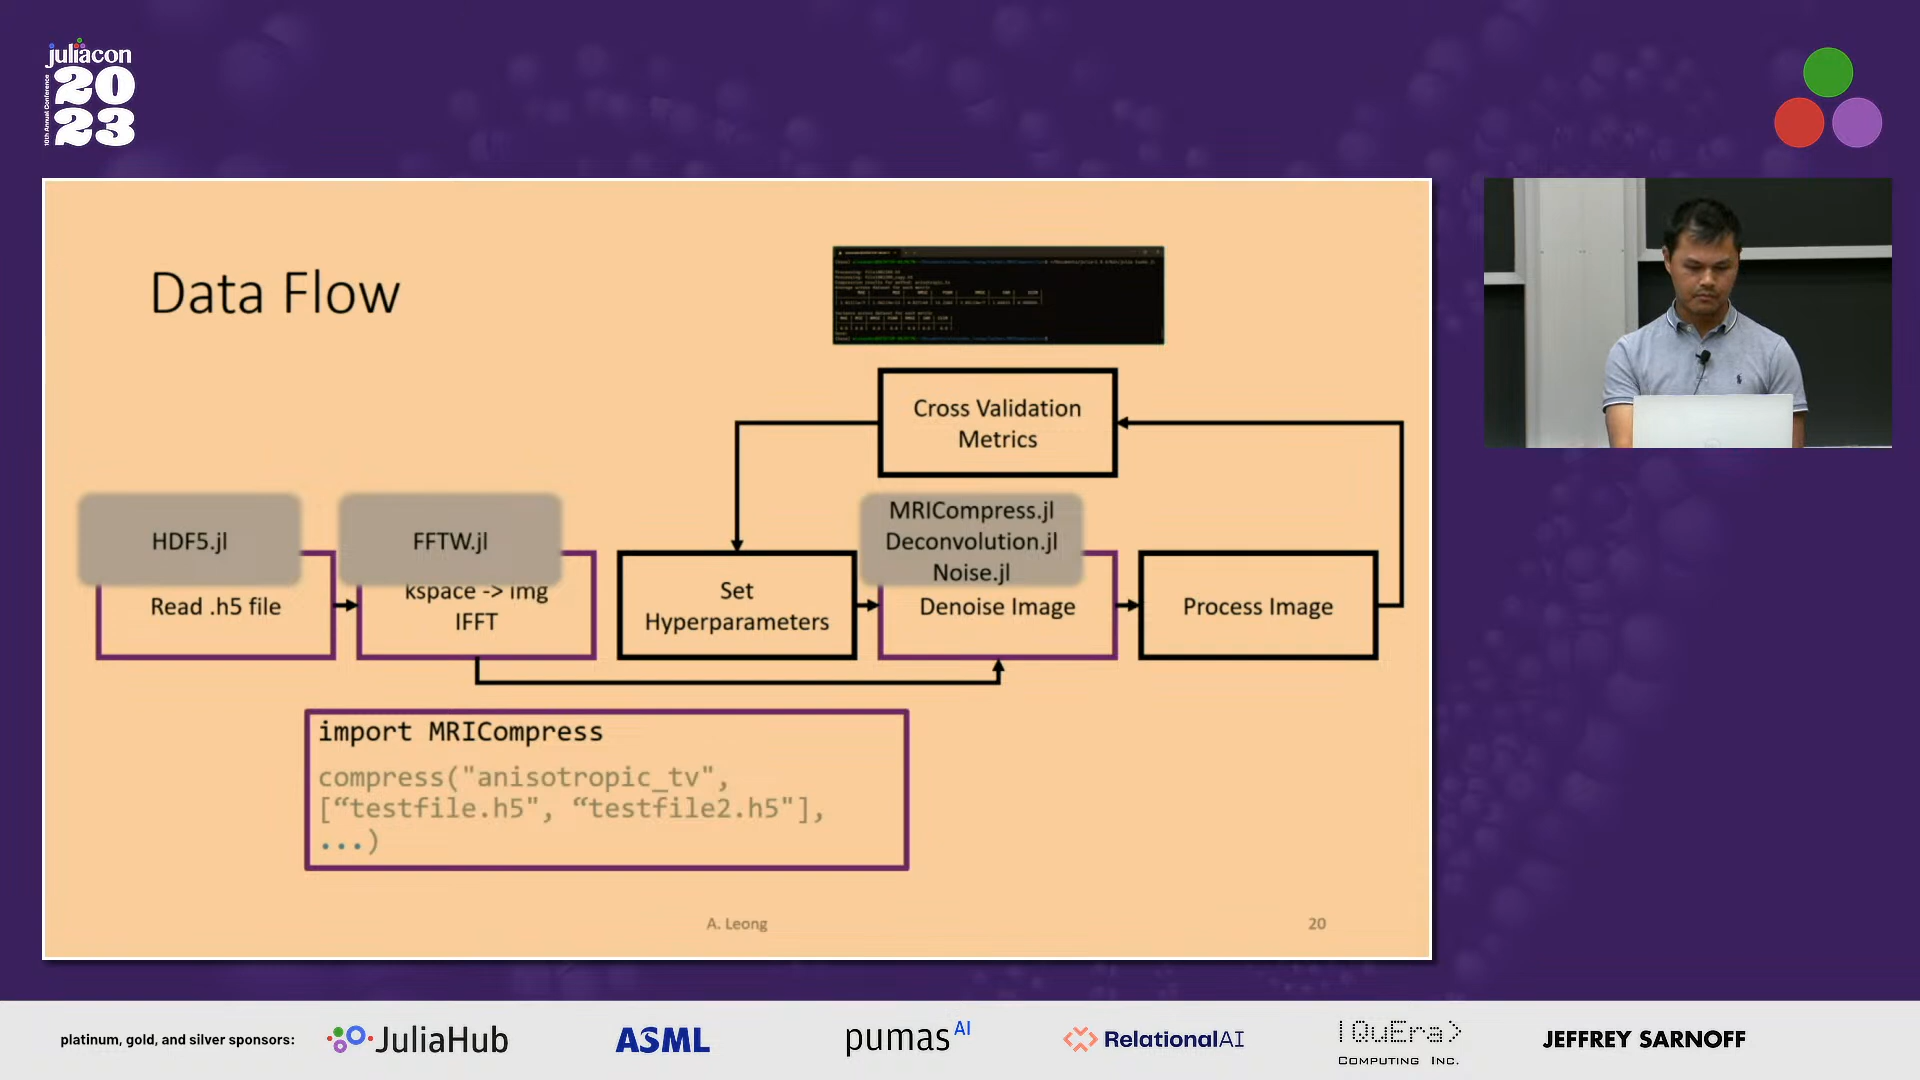 juliacon
10th Annual Conference
20
23
Data Flow
Cross Validation
Metrics
HDF5.jl
FFTW.jl
MRICompress.jl
Deconvolution.jl
Noise.jl
Read .h5 file
kspace -> img
IFFT
Set
Hyperparameters
Denoise Image
Process Image
import MRICompress
compress("anisotropic_tv",
[“testfile.h5", “testfile2.h5"],
...)
A. Leong
20
platinum, gold, and silver sponsors:
JuliaHub
ASML
pumasAI
RelationalAI
|QuEra>
COMPUTING INC.
JEFFREY SARNOFF